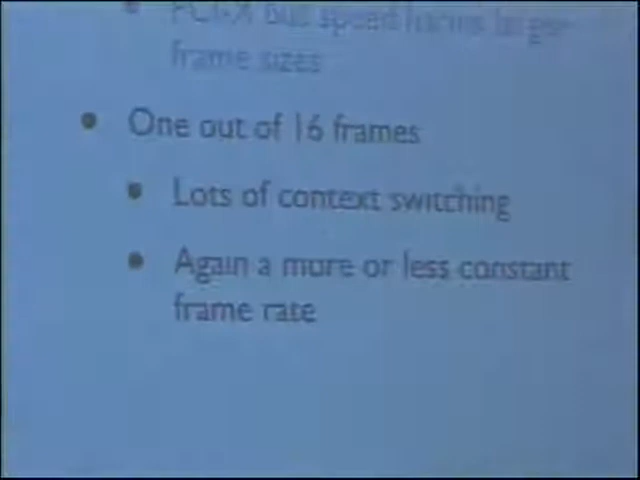 frame sizes
One out of 16 frames
Lots of context switching
Again a more or less constant
frame rate